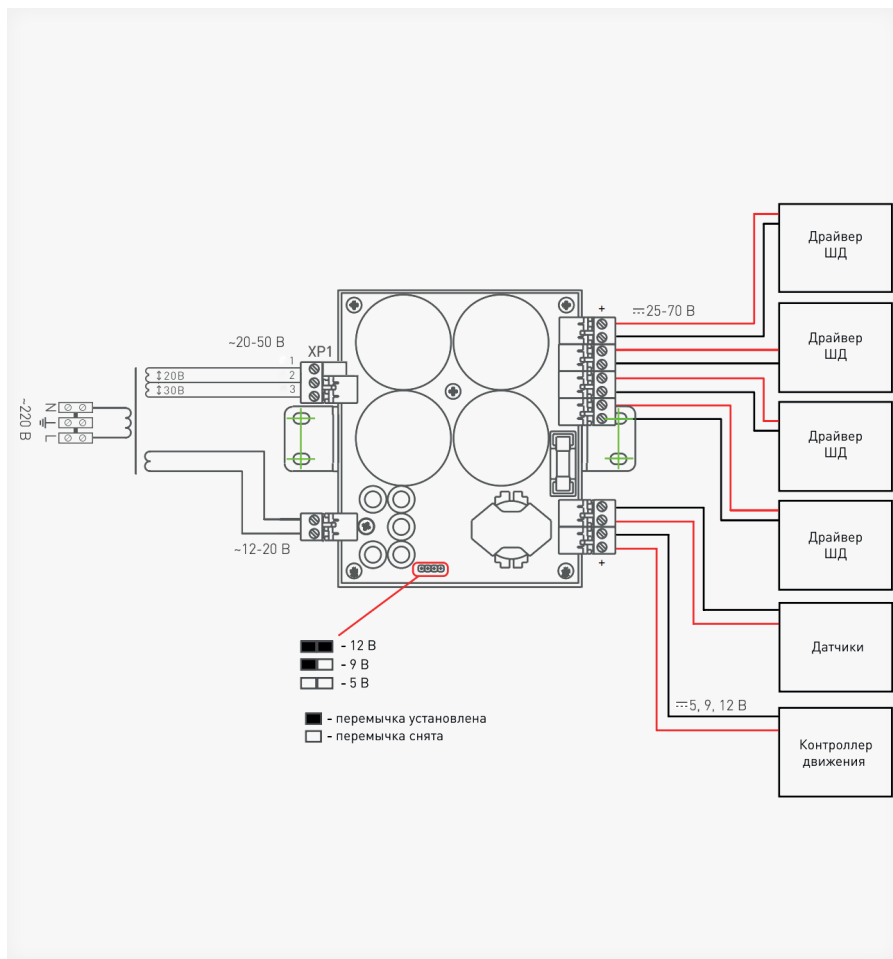 Драйвер
ШД
+
⎓25-70 В
~20-50 В
XP1
1
2
3
↕20В
↕30В
~220 В
N
L
Драйвер
ШД
Драйвер
ШД
Драйвер
ШД
~12-20 В
+
- 12 В
- 9 В
- 5 В
- перемычка установлена
- перемычка снята
Датчики
⎓5, 9, 12 В
Контроллер
движения